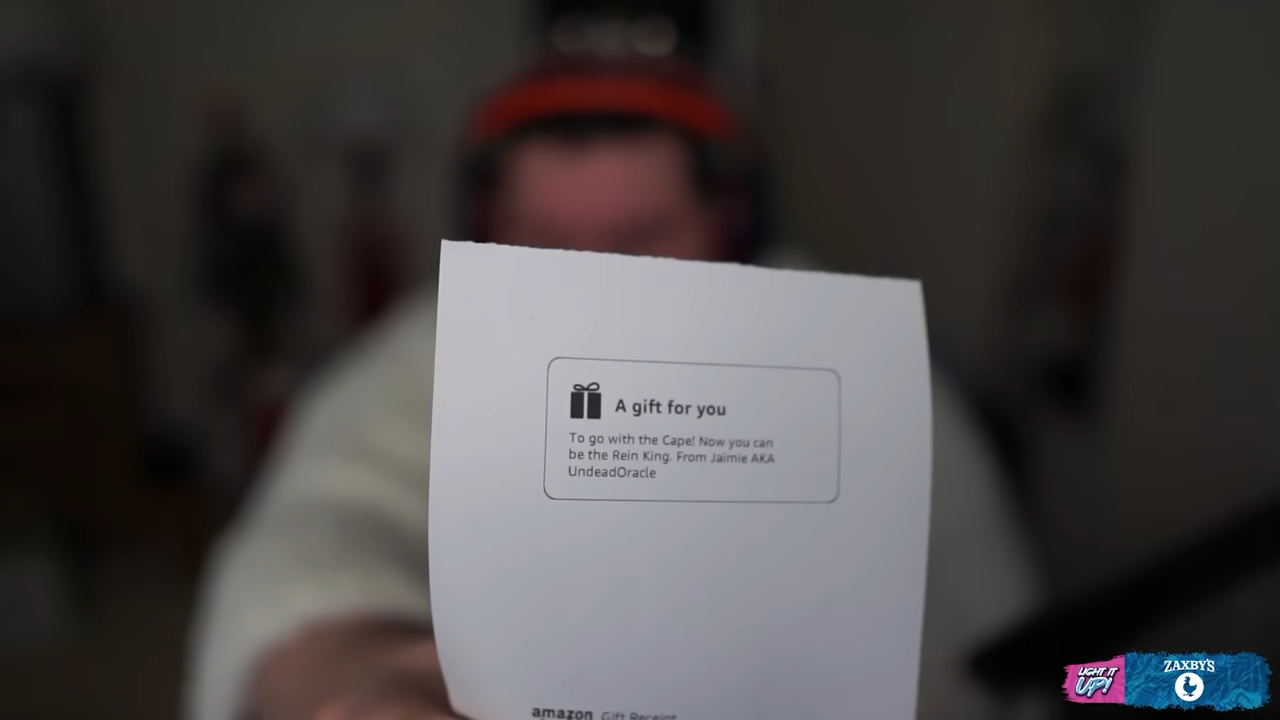 A gift for you
To go with the Cape! Now you can
be the Rein King. From Jaimie AKA
UndeadOracle
amazon Gift Receipt
LIGHT IT
UP!
ZAXBY'S